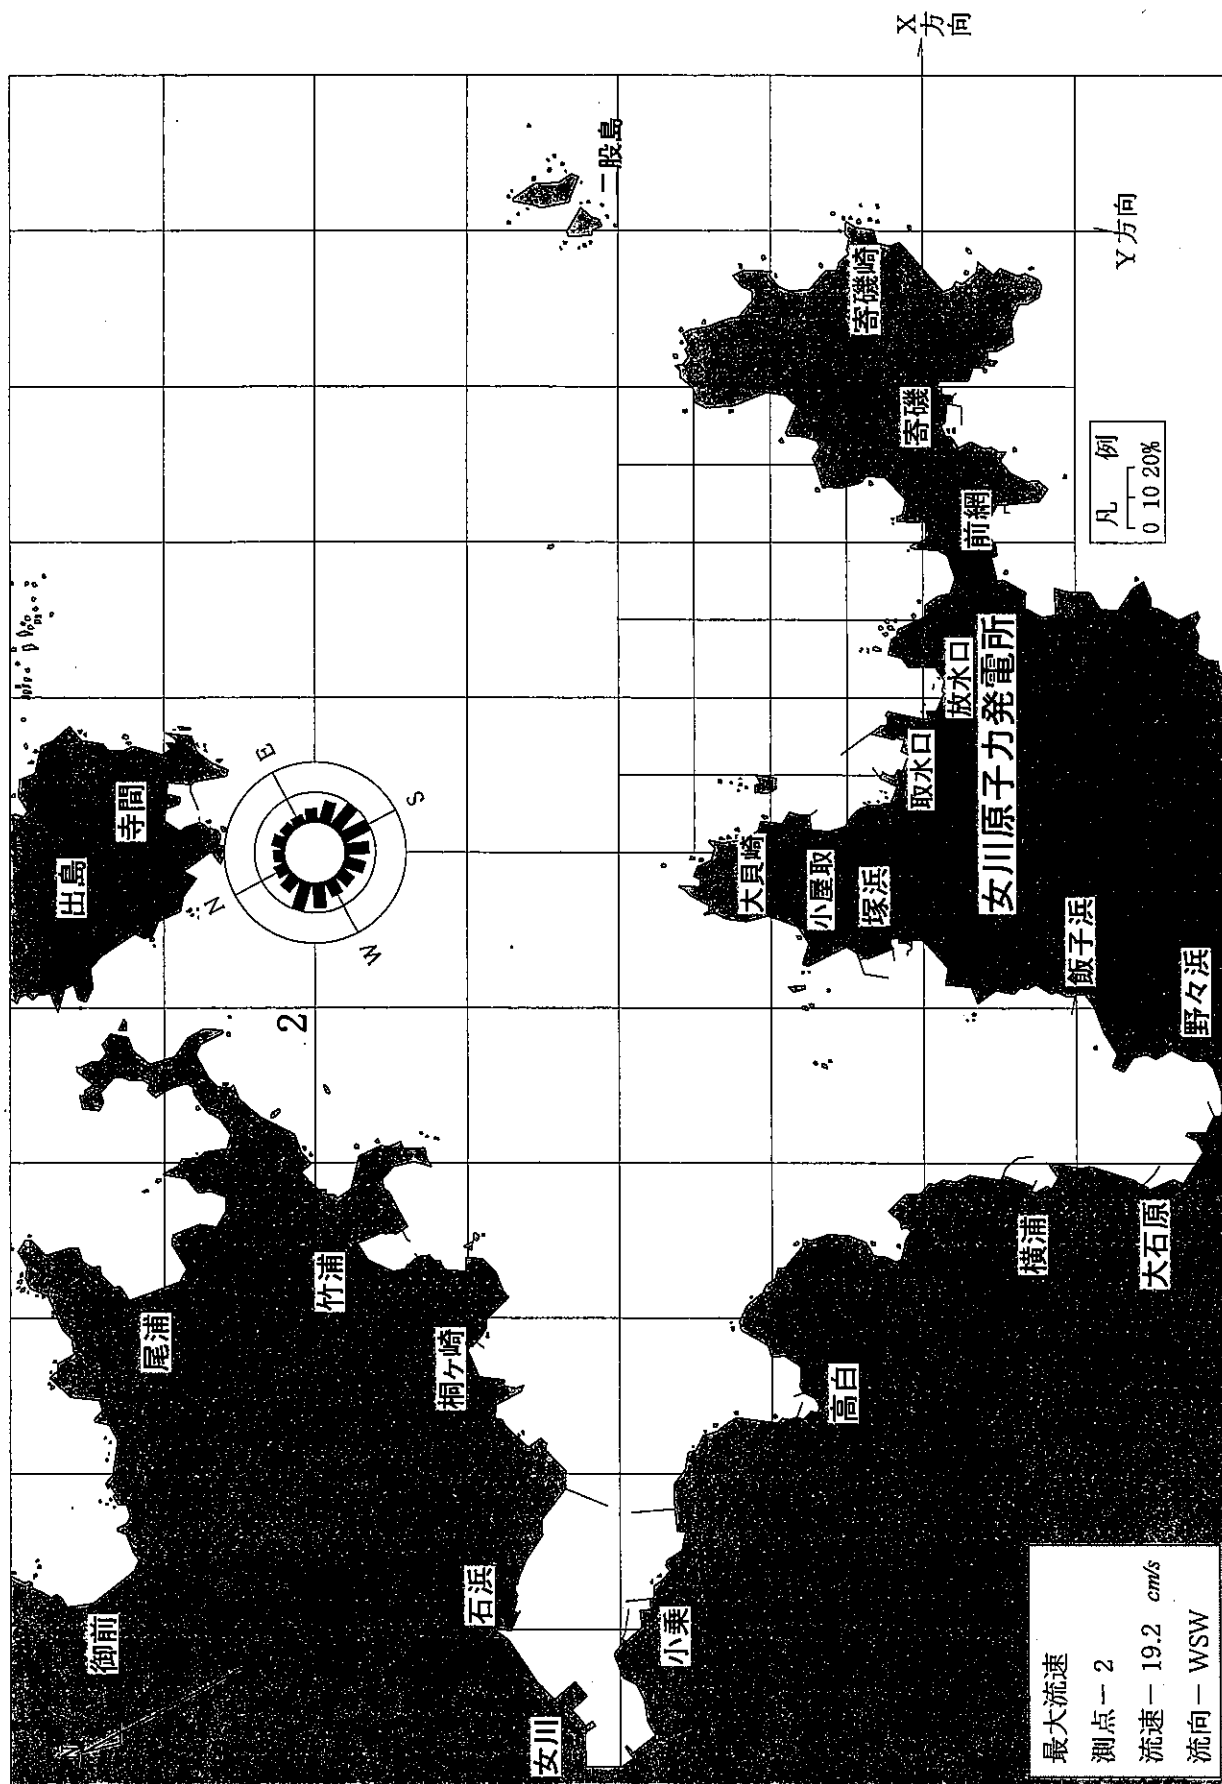 出島
寺間
御前
尾浦
竹浦
桐ケ崎
石浜
女川
小乗
高白
横浦
大石原
野々浜
飯子浜
塚浜
小屋取
大貝崎
取水口
放水口
女川原子力発電所
前網
寄磯
寄磯崎
二股島
2
N
E
S
W
X方向
Y方向
凡 例
0 10 20%
最大流速
測点－2
流速－19.2 cm/s
流向－WSW